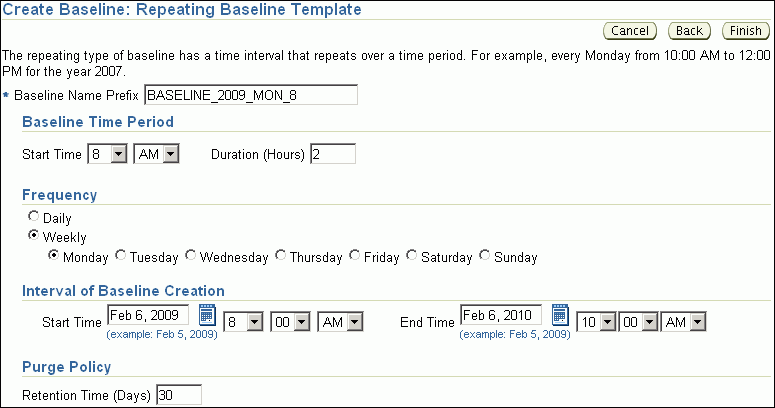 Create Baseline: Repeating Baseline Template
Cancel Back Finish
The repeating type of baseline has a time interval that repeats over a time period. For example, every Monday from 10:00 AM to 12:00
PM for the year 2007.
* Baseline Name Prefix BASELINE_2009_MON_8
Baseline Time Period
Start Time 8 AM Duration (Hours) 2
Frequency
Daily
Weekly
Monday Tuesday Wednesday Thursday Friday Saturday Sunday
Interval of Baseline Creation
Start Time Feb 6, 2009 8 00 AM End Time Feb 6, 2010 10 00 AM
(example: Feb 5, 2009) (example: Feb 5, 2009)
Purge Policy
Retention Time (Days) 30